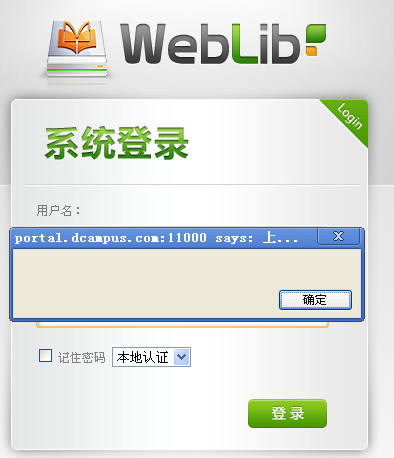 WebLib
Login
系统登录
用户名：
portal.dcampus.com:11000 says: 上...
确定
记住密码 本地认证
登录